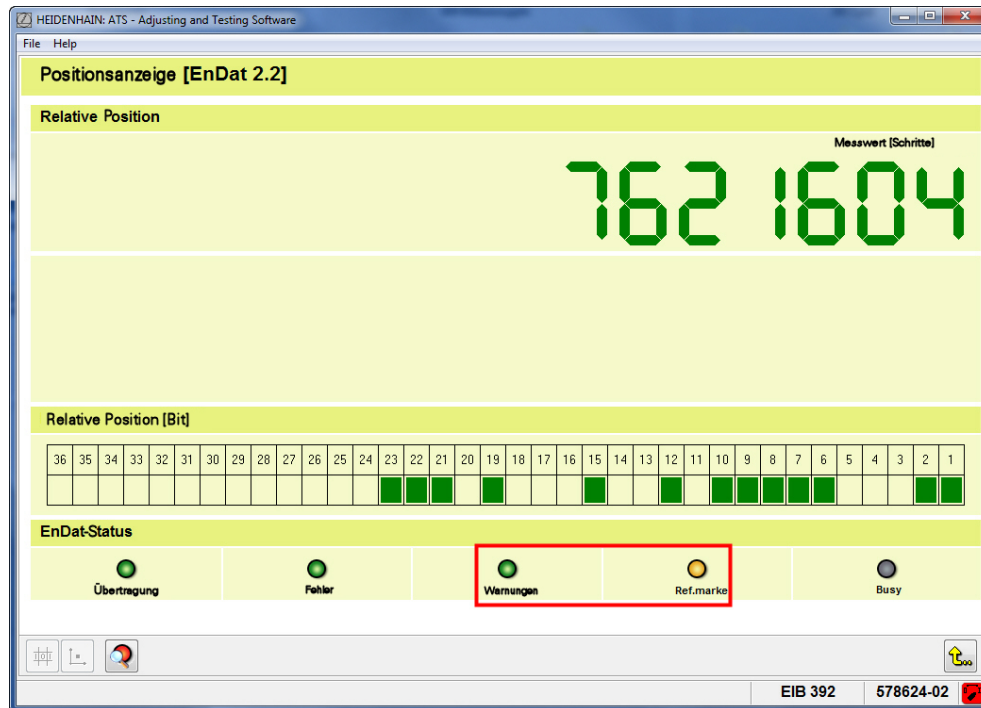 HEIDENHAIN: ATS - Adjusting and Testing Software
File Help
Positionsanzeige [EnDat 2.2]
Relative Position
Messwert [Schritte]
7621604
Relative Position [Bit]
36 35 34 33 32 31 30 29 28 27 26 25 24 23 22 21 20 19 18 17 16 15 14 13 12 11 10 9 8 7 6 5 4 3 2 1
EnDat-Status
Übertragung Fehler Warnungen Ref.marke Busy
EIB 392 578624-02